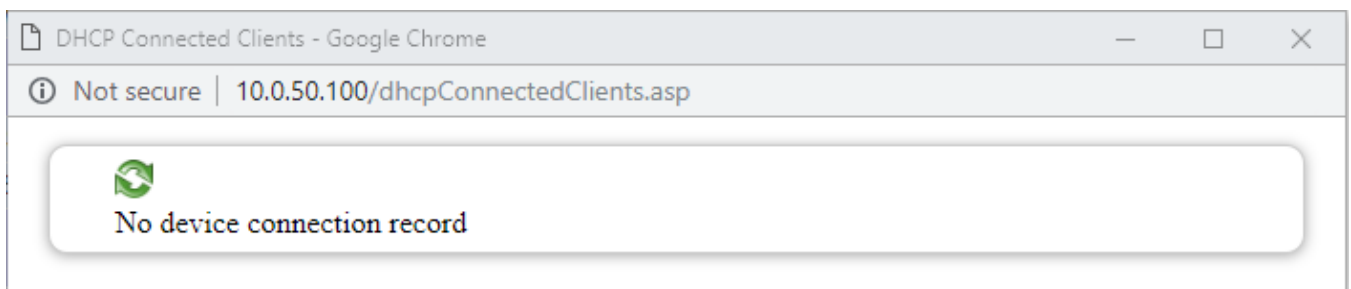 DHCP Connected Clients - Google Chrome
Not secure | 10.0.50.100/dhcpConnectedClients.asp
No device connection record